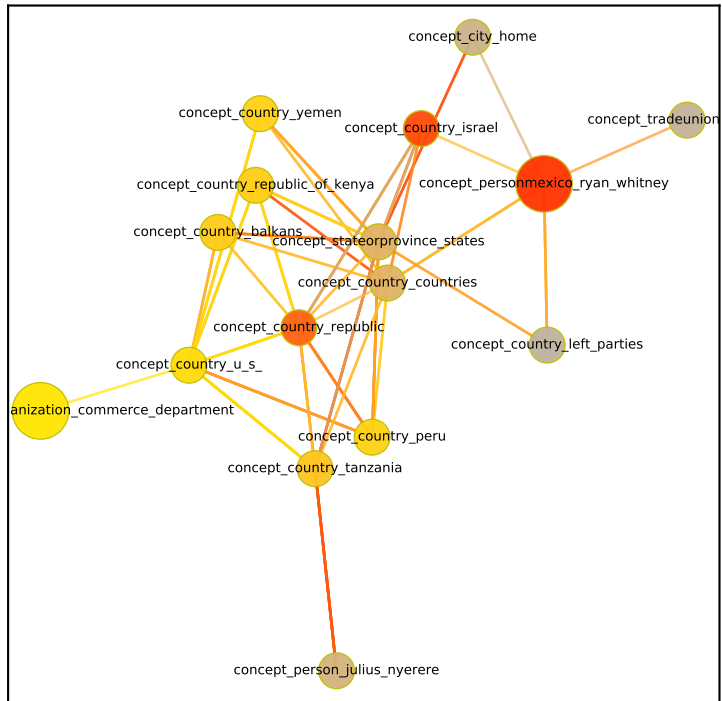 concept_city_home
concept_country_yemen
concept_tradeunion
concept_country_israel
concept_country_republic_of_kenya
concept_personmexico_ryan_whitney
concept_country_balkans
concept_stateorprovince_states
concept_country_countries
concept_country_republic
concept_country_left_parties
concept_country_u_s_
anization_commerce_department
concept_country_peru
concept_country_tanzania
concept_person_julius_nyerere